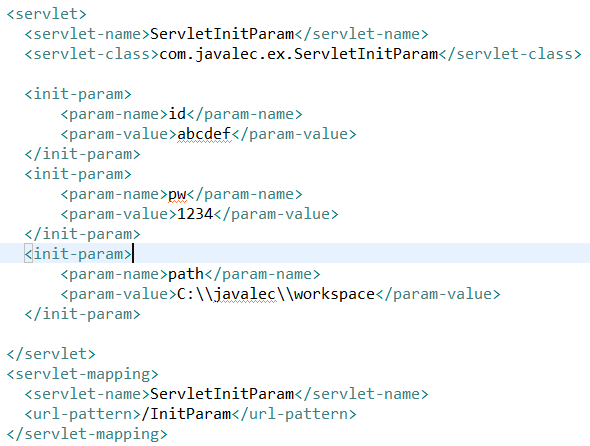 <servlet>
<servlet-name>ServletInitParam</servlet-name>
<servlet-class>com.javalec.ex.ServletInitParam</servlet-class>
<init-param>
<param-name>id</param-name>
<param-value>abcdef</param-value>
</init-param>
<init-param>
<param-name>pw</param-name>
<param-value>1234</param-value>
</init-param>
<init-param>
<param-name>path</param-name>
<param-value>C:\\javalec\\workspace</param-value>
</init-param>
</servlet>
<servlet-mapping>
<servlet-name>ServletInitParam</servlet-name>
<url-pattern>/InitParam</url-pattern>
</servlet-mapping>